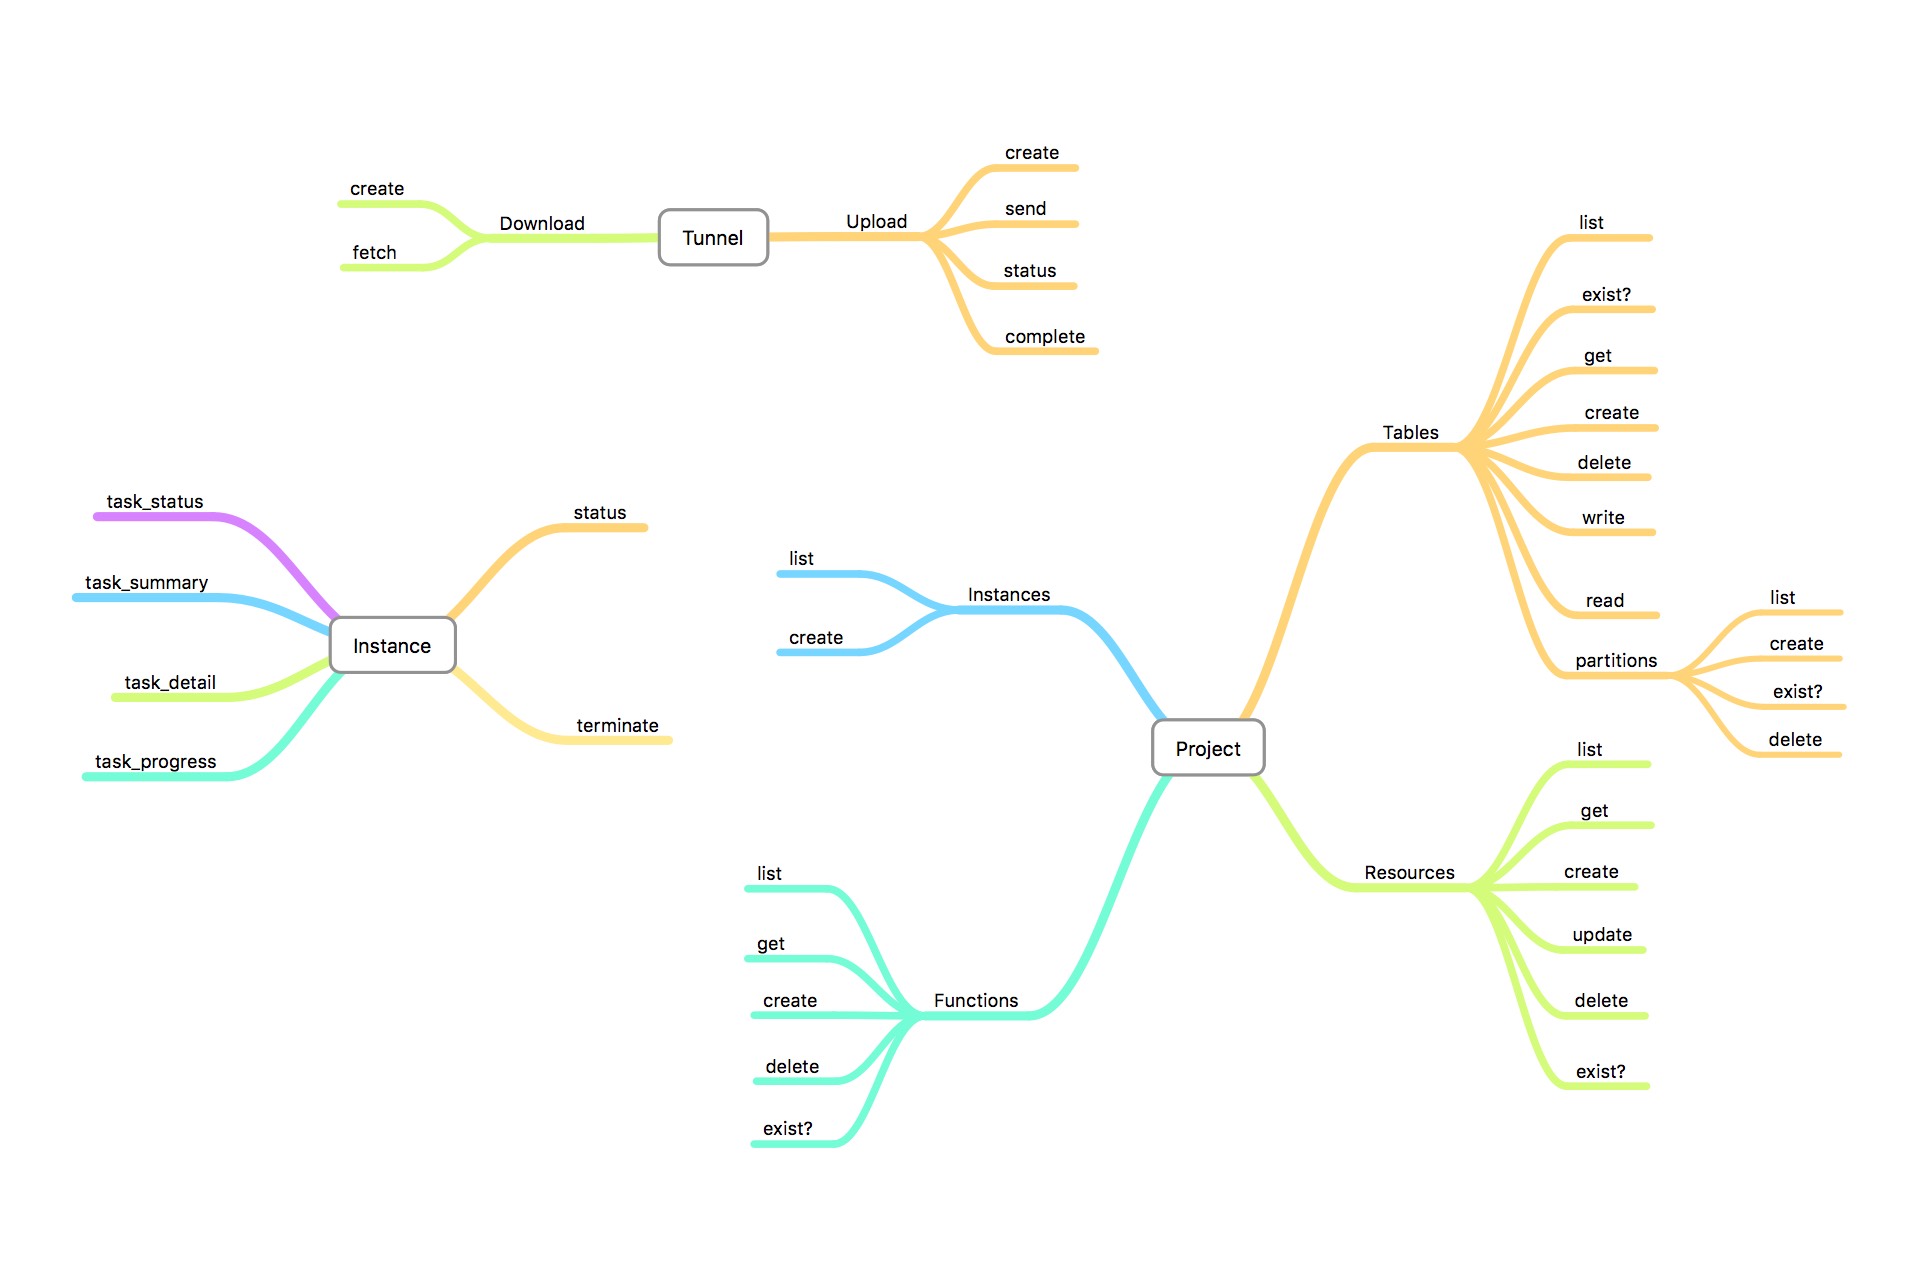 create
fetch
Download
Tunnel
Upload
create
send
status
complete
task_status
task_summary
task_detail
task_progress
Instance
status
terminate
list
create
Instances
Project
Tables
list
exist?
get
create
delete
write
read
partitions
list
create
exist?
delete
Resources
list
get
create
update
delete
exist?
Functions
list
get
create
delete
exist?